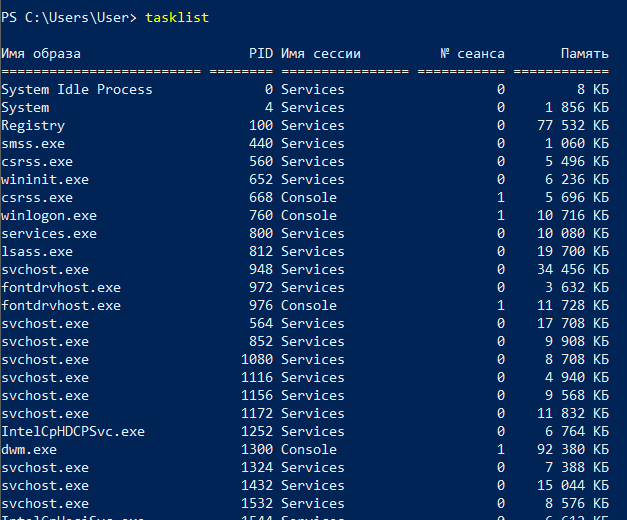 PS C:\Users\User> tasklist
Имя образа                     PID Имя сессии          № сеанса       Память
========================= ======== ================ =========== ============
System Idle Process              0 Services                   0         8 КБ
System                           4 Services                   0     1 856 КБ
Registry                       100 Services                   0    77 532 КБ
smss.exe                       440 Services                   0     1 060 КБ
csrss.exe                      560 Services                   0     5 496 КБ
wininit.exe                    652 Services                   0     6 236 КБ
csrss.exe                      668 Console                    1     5 696 КБ
winlogon.exe                   760 Console                    1    10 716 КБ
services.exe                   800 Services                   0    10 080 КБ
lsass.exe                      812 Services                   0    19 700 КБ
svchost.exe                    948 Services                   0    34 456 КБ
fontdrvhost.exe                972 Services                   0     3 632 КБ
fontdrvhost.exe                976 Console                    1    11 728 КБ
svchost.exe                    564 Services                   0    17 708 КБ
svchost.exe                    852 Services                   0     9 908 КБ
svchost.exe                   1080 Services                   0     8 708 КБ
svchost.exe                   1116 Services                   0     4 940 КБ
svchost.exe                   1156 Services                   0     9 568 КБ
svchost.exe                   1172 Services                   0    11 832 КБ
IntelCpHDCPSvc.exe            1252 Services                   0     6 764 КБ
dwm.exe                       1300 Console                    1    92 380 КБ
svchost.exe                   1324 Services                   0     7 388 КБ
svchost.exe                   1432 Services                   0    15 044 КБ
svchost.exe                   1532 Services                   0     8 576 КБ